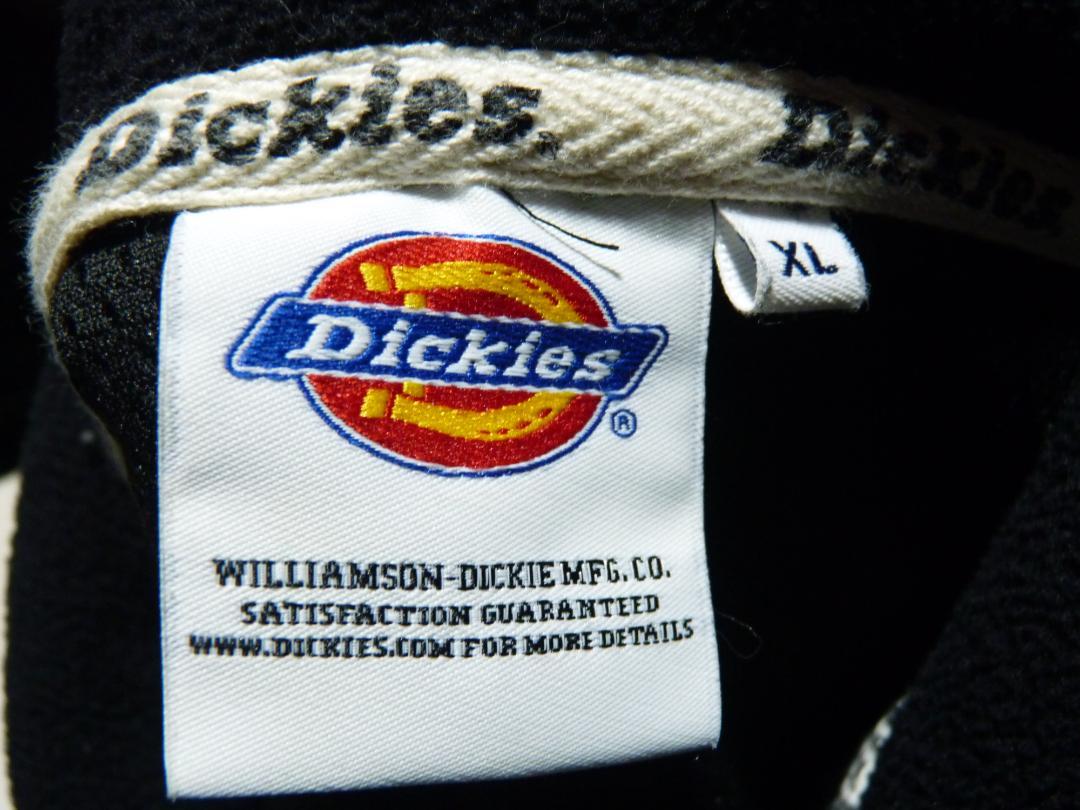 Dickies.
Dickies
XL
Dickies
®
WILLIAMSON-DICKIE MFG. CO.
SATISFACTION GUARANTEED
WWW.DICKIES.COM FOR MORE DETAILS